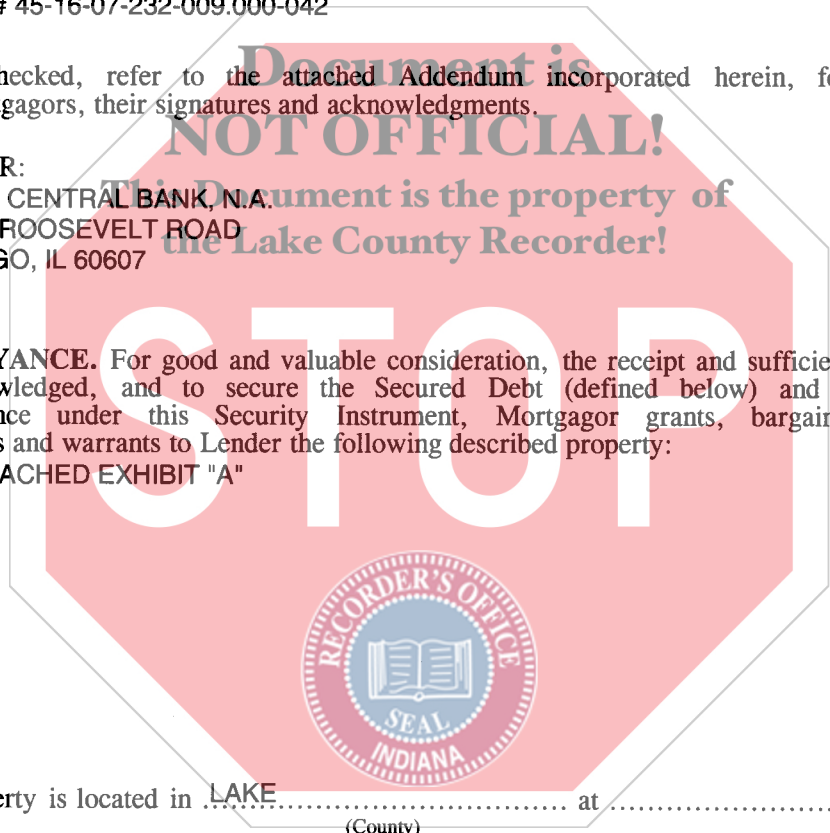 # 45-16-07-232-009.000-042
Document is
hecked, refer to the attached Addendum incorporated herein, fo
gagors, their signatures and acknowledgments.
NOT OFFICIAL!
R:
This Document is the property of
CENTRAL BANK, N.A.
ROOSEVELT ROAD
the Lake County Recorder!
GO, IL 60607
STOP
YANCE. For good and valuable consideration, the receipt and sufficie
wledged, and to secure the Secured Debt (defined below) and
nce under this Security Instrument, Mortgagor grants, bargain
s and warrants to Lender the following described property:
ACHED EXHIBIT "A"
RECORDER'S OFFICE
SEAL
INDIANA
erty is located in LAKE at
(County)